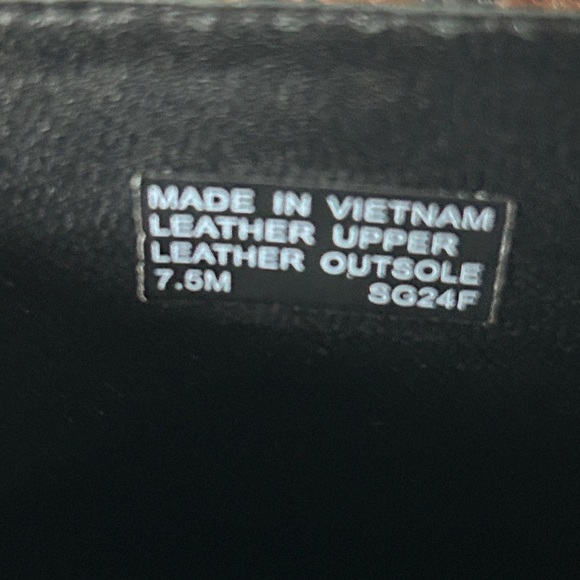 MADE IN VIETNAM
LEATHER UPPER
LEATHER OUTSOLE
7.5M SG24F